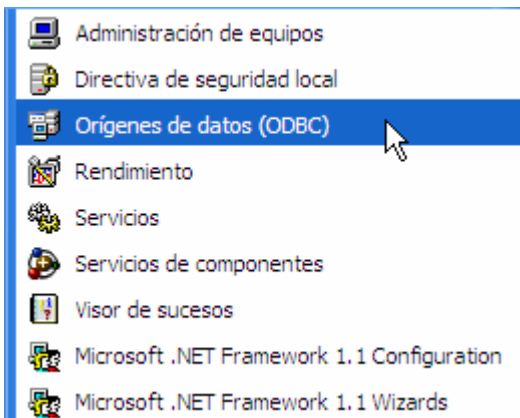 Administración de equipos
Directiva de seguridad local
Orígenes de datos (ODBC)
Rendimiento
Servicios
Servicios de componentes
Visor de sucesos
Microsoft .NET Framework 1.1 Configuration
Microsoft .NET Framework 1.1 Wizards